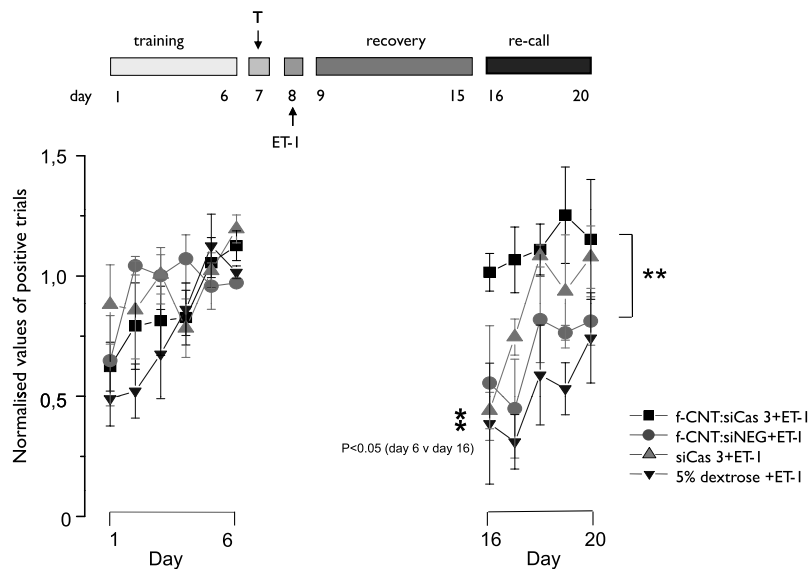 T
training
recovery
re-call
day
1
6
7
8
9
15
16
20
ET-1
Normalised values of positive trials
1,5
1,0
0,5
0
**
**
P<0.05 (day 6 v day 16)
f-CNT:siCas 3+ET-1
f-CNT:siNEG+ET-1
siCas 3+ET-1
5% dextrose +ET-1
1
6
Day
16
20
Day